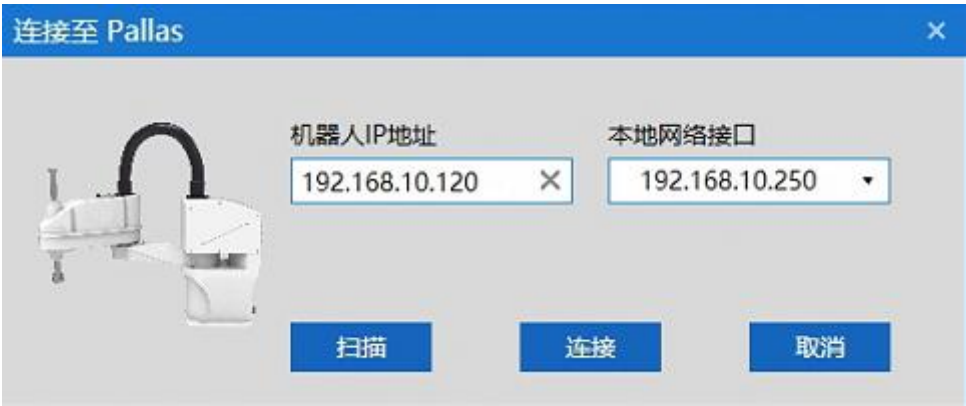 连接至 Pallas
机器人IP地址
本地网络接口
192.168.10.120
192.168.10.250
扫描
连接
取消